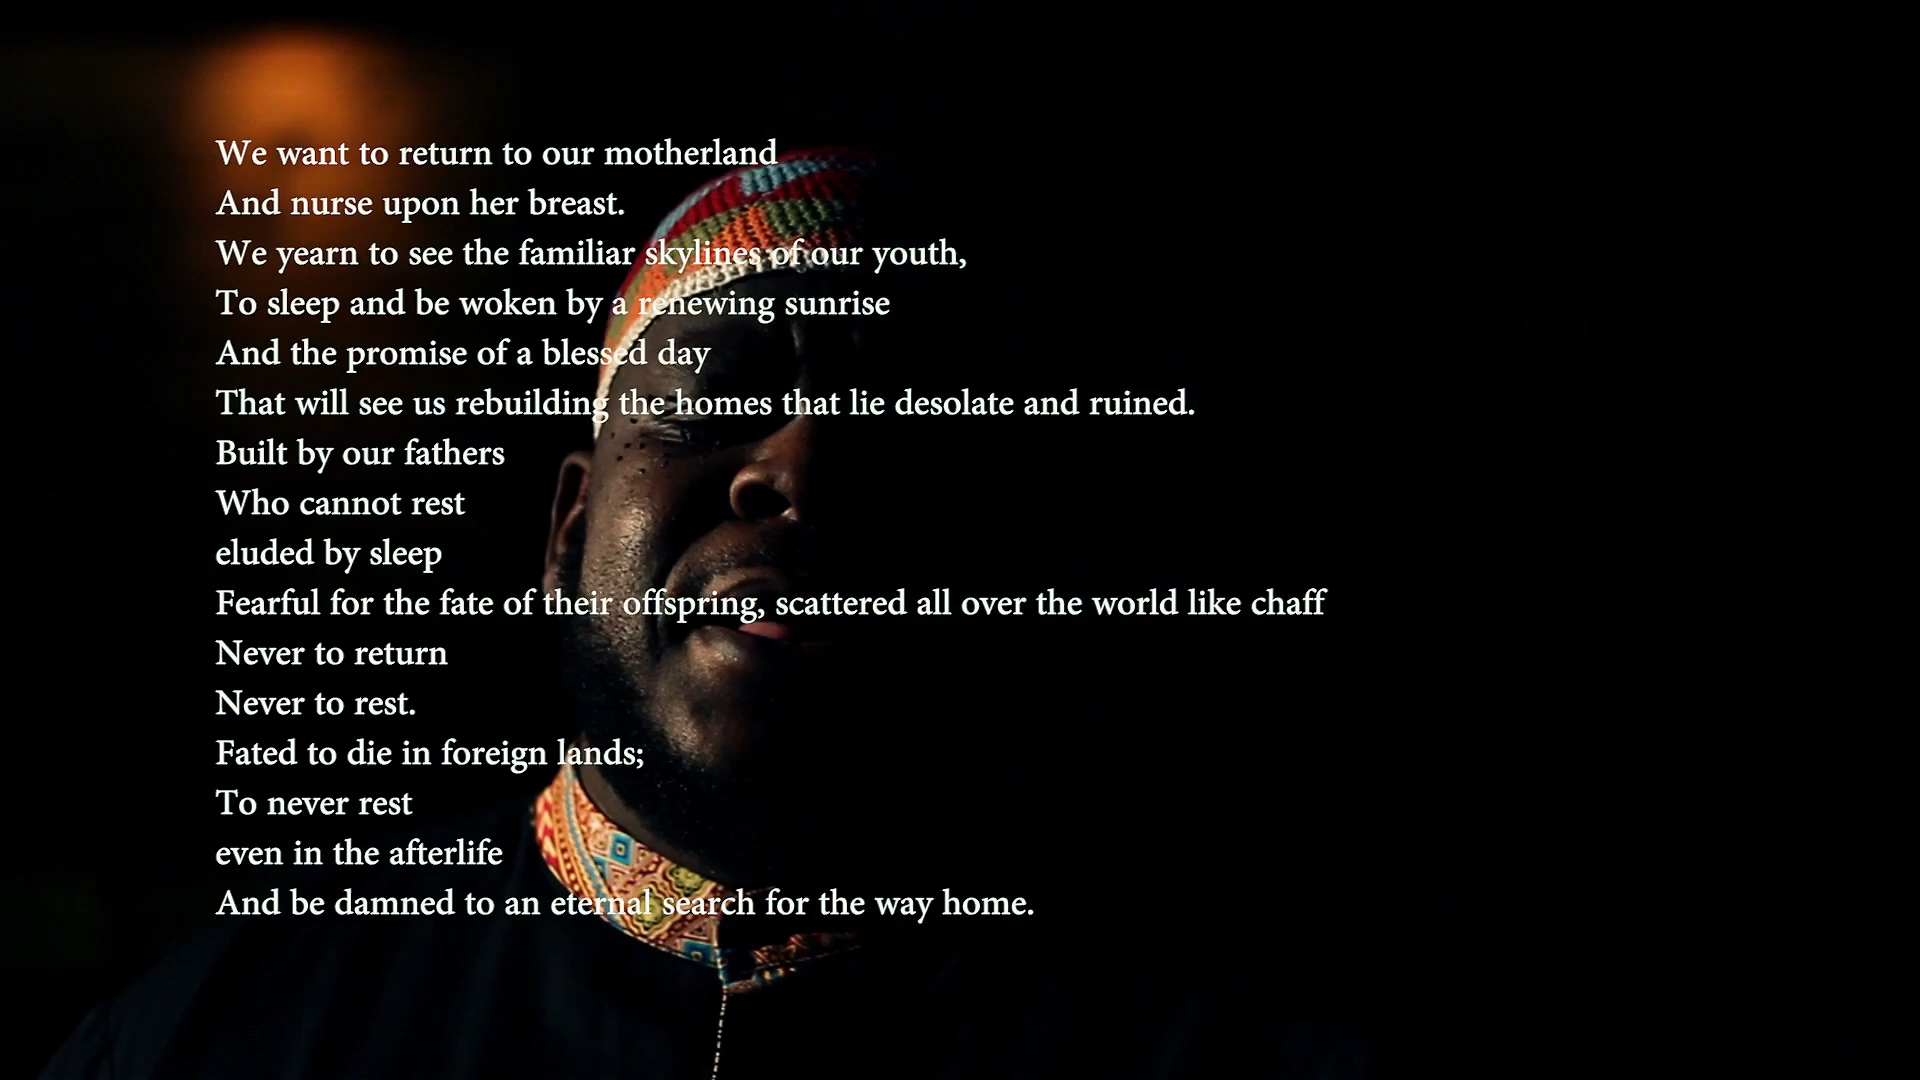 We want to return to our motherland
And nurse upon her breast.
We yearn to see the familiar skylines of our youth,
To sleep and be woken by a renewing sunrise
And the promise of a blessed day
That will see us rebuilding the homes that lie desolate and ruined.
Built by our fathers
Who cannot rest
eluded by sleep
Fearful for the fate of their offspring, scattered all over the world like chaff
Never to return
Never to rest.
Fated to die in foreign lands;
To never rest
even in the afterlife
And be damned to an eternal search for the way home.